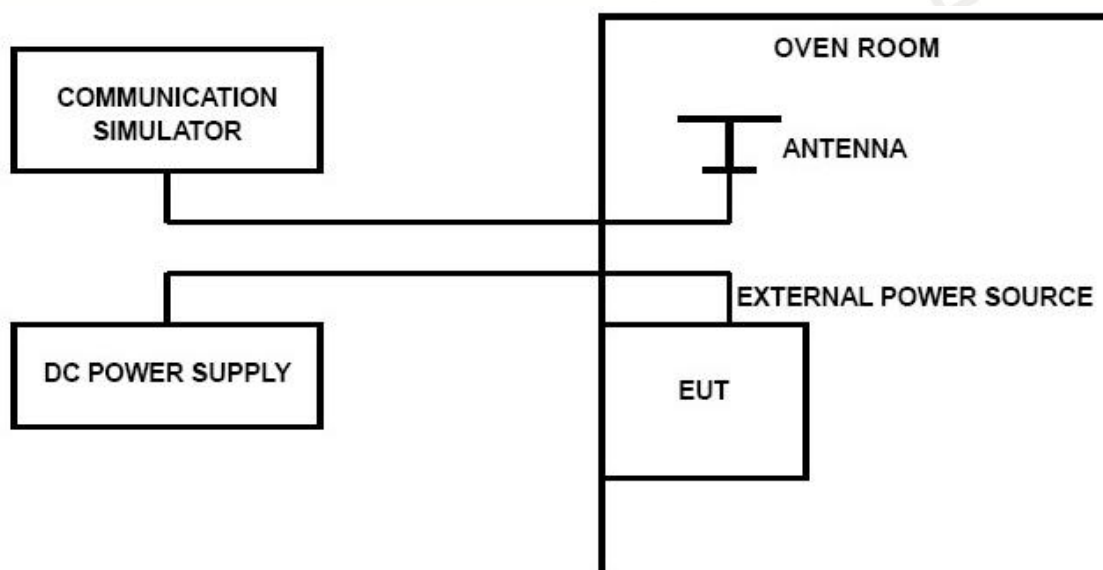 OVEN ROOM
COMMUNICATION
SIMULATOR
ANTENNA
EXTERNAL POWER SOURCE
DC POWER SUPPLY
EUT